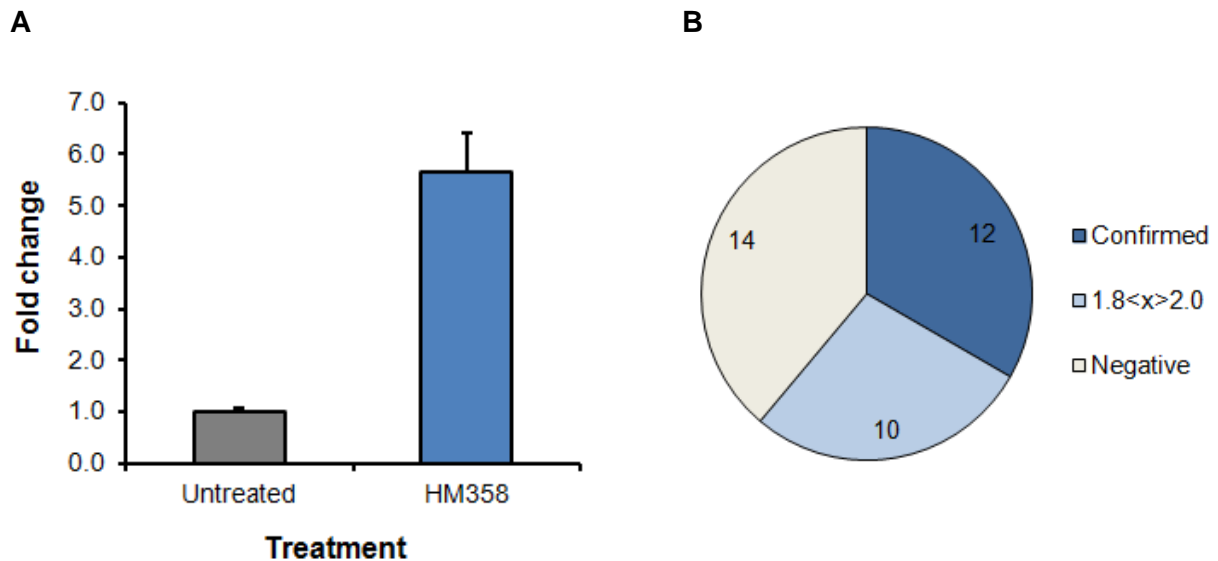 A
B
7.0
6.0
5.0
4.0
3.0
2.0
1.0
0.0
Fold change
Untreated
HM358
Treatment
14
12
10
Confirmed
1.8<x>2.0
Negative